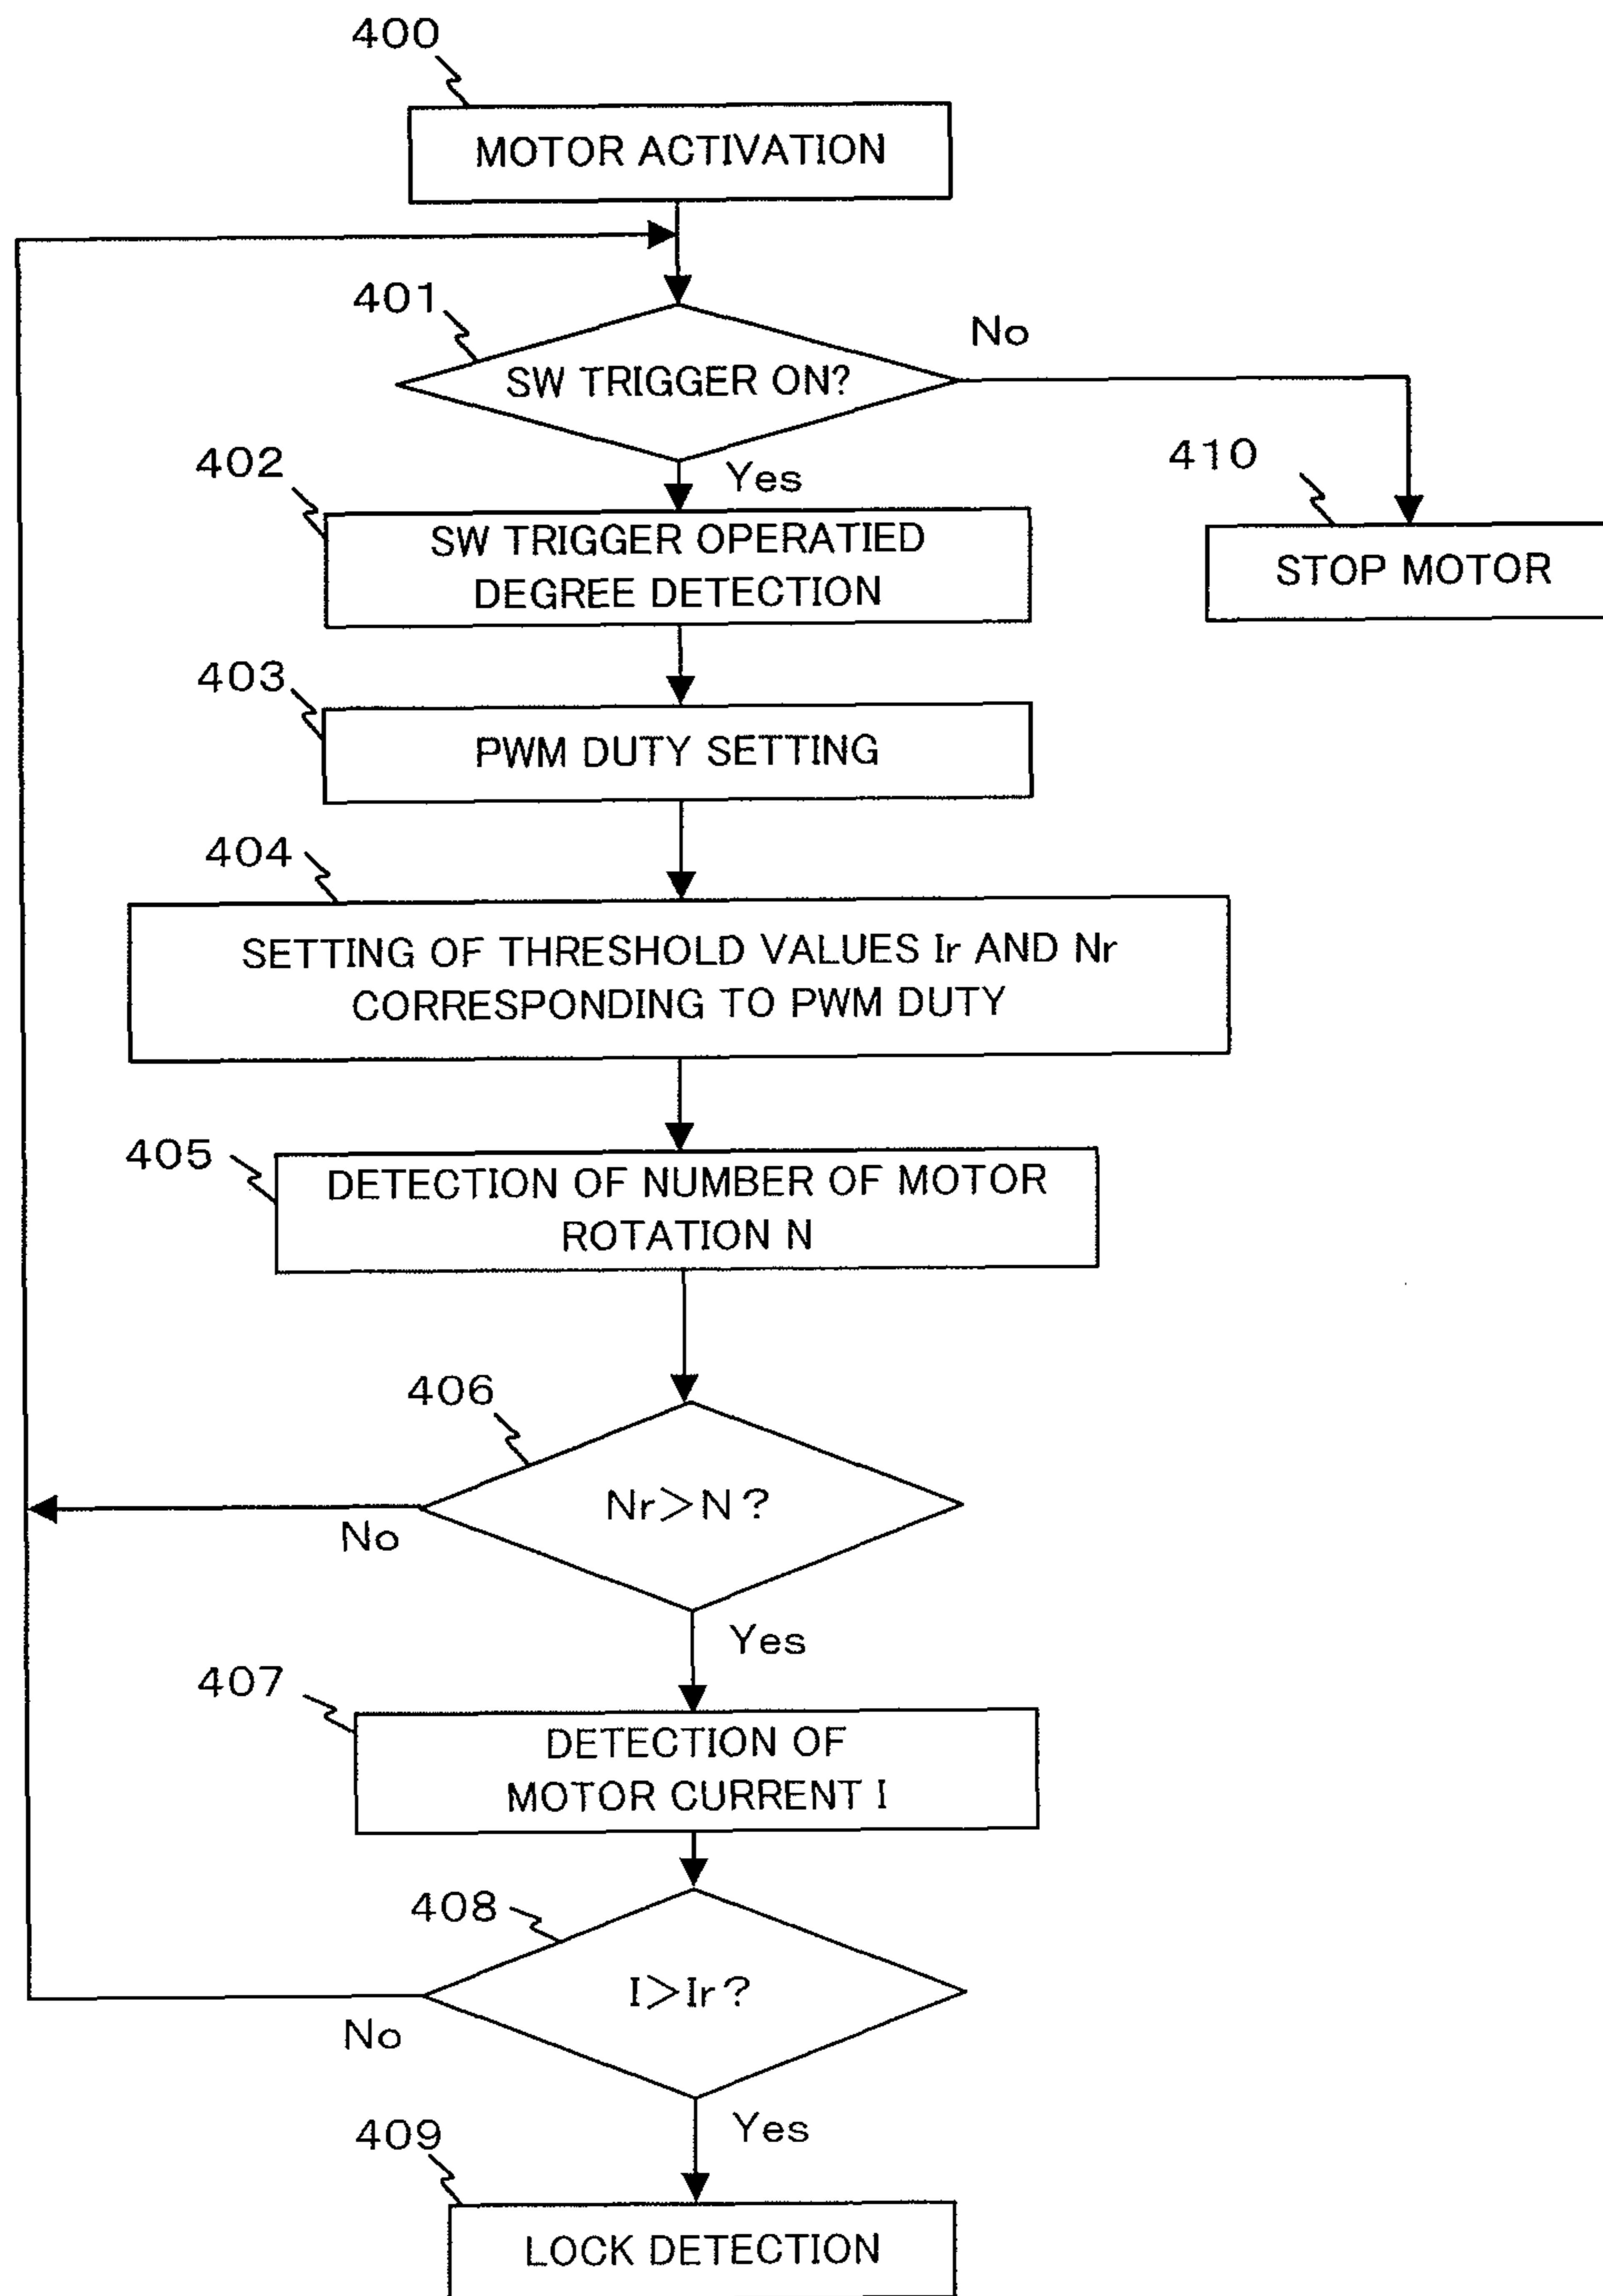 400
MOTOR ACTIVATION
401
SW TRIGGER ON?
No
Yes
402
SW TRIGGER OPERATIED
DEGREE DETECTION
410
STOP MOTOR
403
PWM DUTY SETTING
404
SETTING OF THRESHOLD VALUES Ir AND Nr
CORRESPONDING TO PWM DUTY
405
DETECTION OF NUMBER OF MOTOR
ROTATION N
406
Nr>N?
No
Yes
407
DETECTION OF
MOTOR CURRENT I
408
I>Ir?
No
Yes
409
LOCK DETECTION